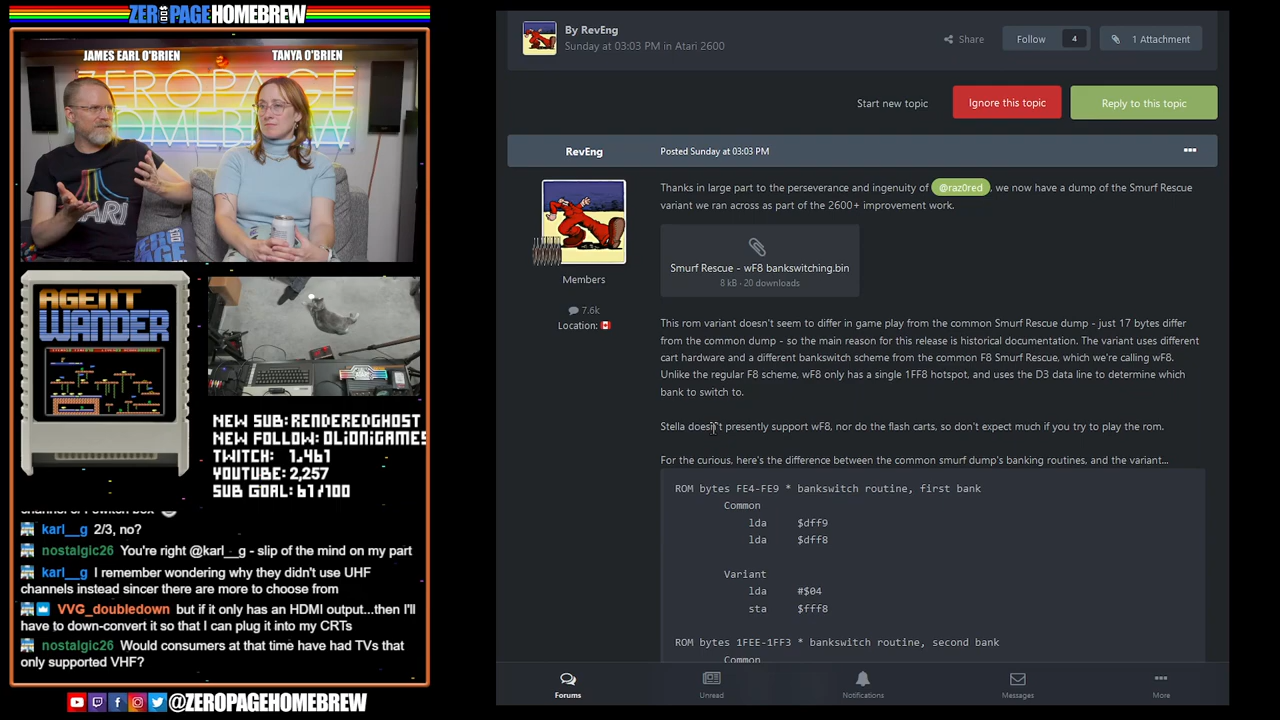 ZEROPAGE HOMEBREW
JAMES EARL O'BRIEN
TANYA O'BRIEN
ZEROPAGE
HOMEBREW
ATARI
AGENT
WANDER
NEW SUB:RENDEREDGHOST
NEW FOLLOW:OLIONIGAMES
TWITCH: 1,461
YOUTUBE: 2,257
SUB GOAL: 67/100
channel 3/4 switch box
karl__g 2/3, no?
nostalgic26 You're right @karl__g - slip of the mind on my part
karl__g I remember wondering why they didn't use UHF
channels instead sincer there are more to choose from
VVG_doubledown but if it only has an HDMI output...then I'll
have to down-convert it so that I can plug it into my CRTs
nostalgic26 Would consumers at that time have had TVs that
only supported VHF?
@ZEROPAGEHOMEBREW
By RevEng
Sunday at 03:03 PM in Atari 2600
Share
Follow 4
1 Attachment
Start new topic
Ignore this topic
Reply to this topic
RevEng
Posted Sunday at 03:03 PM
Members
7.6k
Location:
Thanks in large part to the perseverance and ingenuity of @raz0red, we now have a dump of the Smurf Rescue
variant we ran across as part of the 2600+ improvement work.
Smurf Rescue - wF8 bankswitching.bin
8 kB · 20 downloads
This rom variant doesn't seem to differ in game play from the common Smurf Rescue dump - just 17 bytes differ
from the common dump - so the main reason for this release is historical documentation. The variant uses different
cart hardware and a different bankswitch scheme from the common F8 Smurf Rescue, which we're calling wF8.
Unlike the regular F8 scheme, wF8 only has a single 1FF8 hotspot, and uses the D3 data line to determine which
bank to switch to.
Stella doesn't presently support wF8, nor do the flash carts, so don't expect much if you try to play the rom.
For the curious, here's the difference between the common smurf dump's banking routines, and the variant...
ROM bytes FE4-FE9 * bankswitch routine, first bank
Common
lda $dff9
lda $dff8
Variant
lda #$04
sta $fff8
ROM bytes 1FEE-1FF3 * bankswitch routine, second bank
Common
Forums
Unread
Notifications
Messages
More